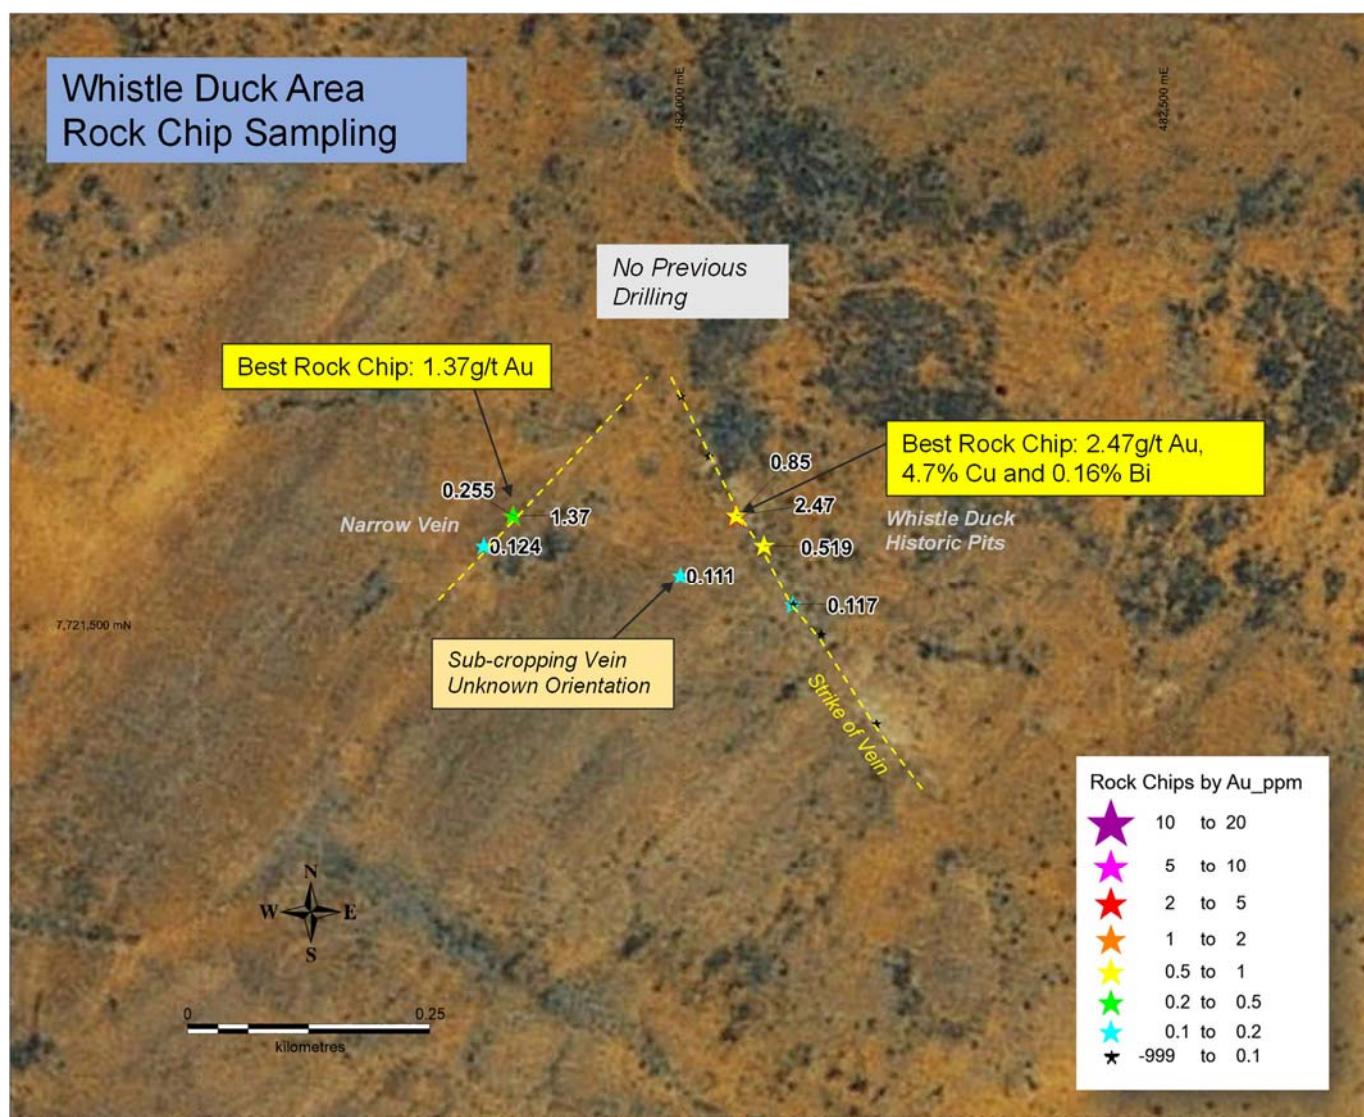 Whistle Duck Area
Rock Chip Sampling
482,000 mE
482,500 mE
No Previous
Drilling
Best Rock Chip: 1.37g/t Au
Best Rock Chip: 2.47g/t Au,
4.7% Cu and 0.16% Bi
0.85
0.255
2.47
1.37
Narrow Vein
Whistle Duck
Historic Pits
0.124
0.519
0.111
0.117
7,721,500 mN
Sub-cropping Vein
Unknown Orientation
Strike of Vein
Rock Chips by Au_ppm
10 to 20
5 to 10
2 to 5
1 to 2
0.5 to 1
0.2 to 0.5
0.1 to 0.2
-999 to 0.1
N
W E
S
0 0.25
kilometres